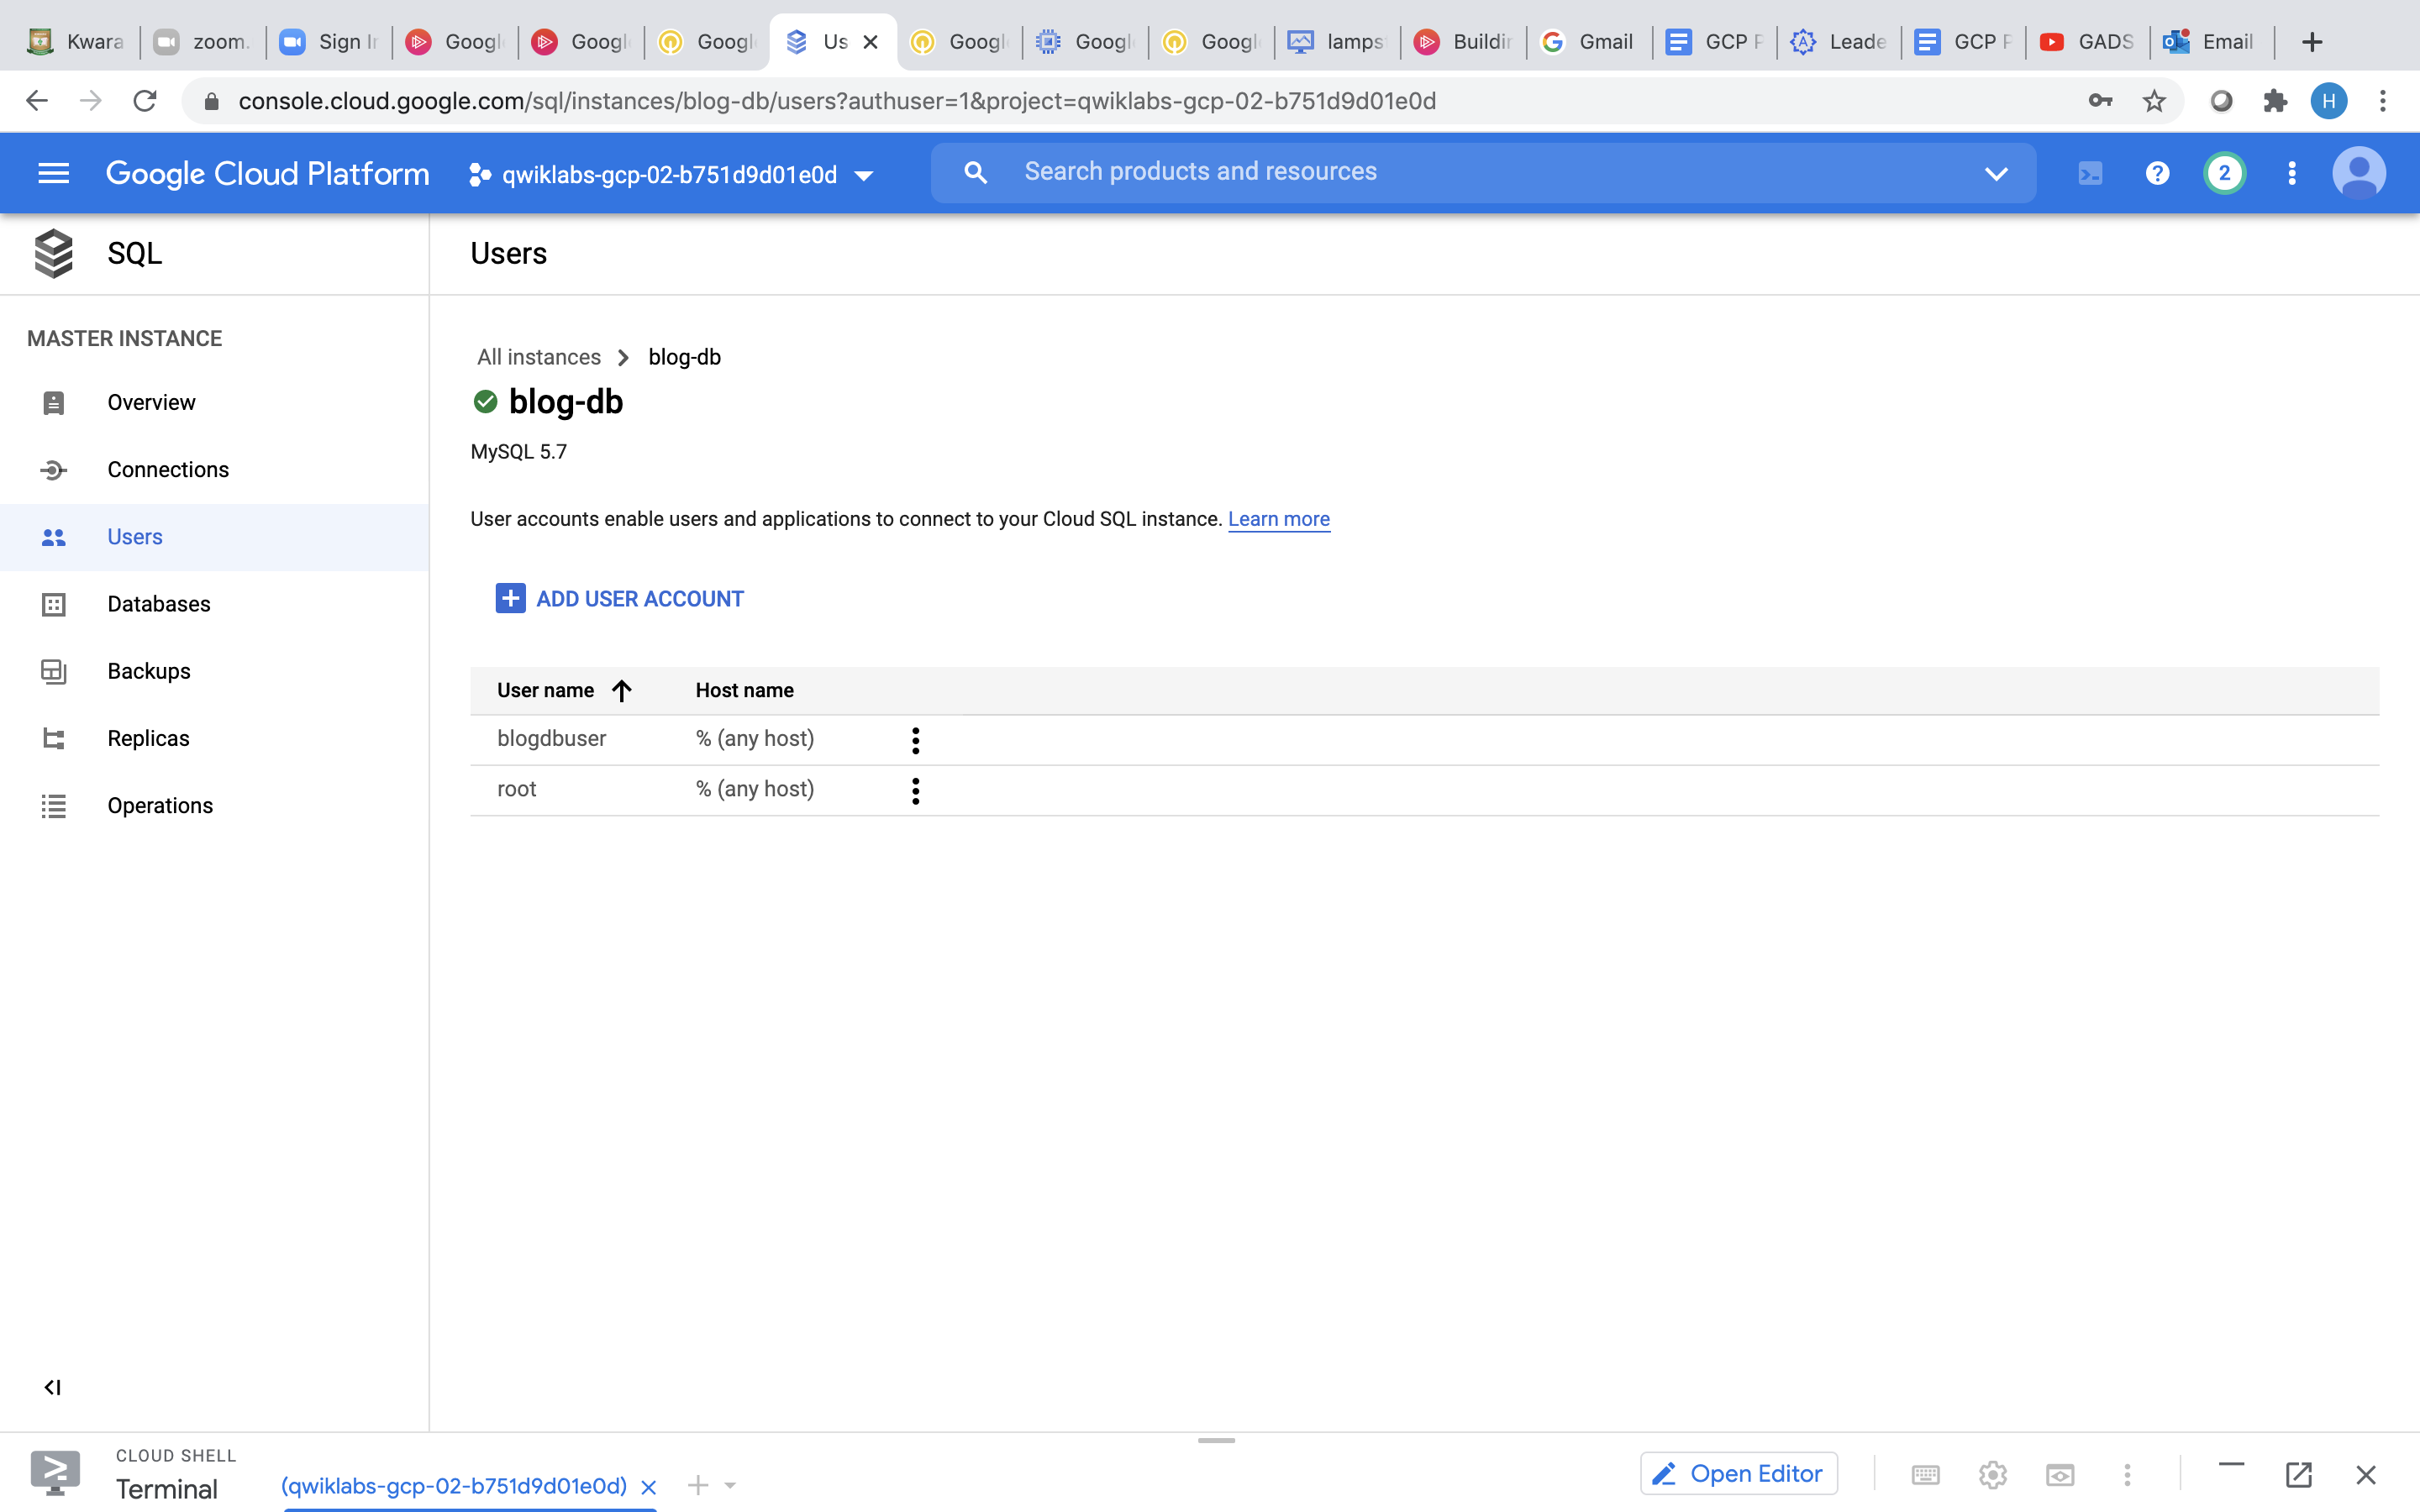 Kwara
zoom.
Sign In
Googl
Googl
Googl
Us
Googl
Googl
Googl
lamps
Buildin
Gmail
GCP P
Leade
GCP P
GADS
Email
console.cloud.google.com/sql/instances/blog-db/users?authuser=1&project=qwiklabs-gcp-02-b751d9d01e0d
H
Google Cloud Platform
qwiklabs-gcp-02-b751d9d01e0d
Search products and resources
2
SQL
Users
MASTER INSTANCE
Overview
Connections
Users
Databases
Backups
Replicas
Operations
All instances
blog-db
blog-db
MySQL 5.7
User accounts enable users and applications to connect to your Cloud SQL instance. Learn more
ADD USER ACCOUNT
User name Host name
blogdbuser % (any host)
root % (any host)
CLOUD SHELL
Terminal
(qwiklabs-gcp-02-b751d9d01e0d)
Open Editor